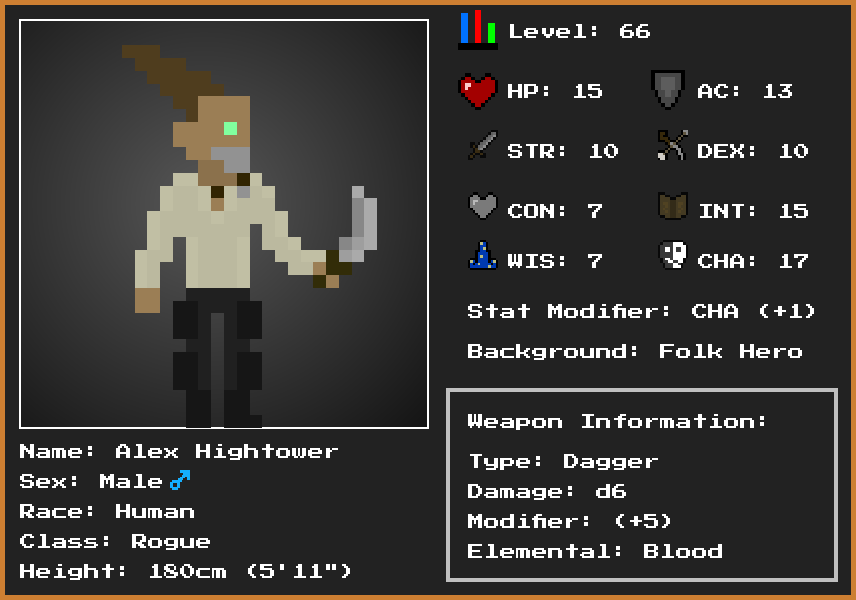 Level: 66
HP: 15 AC: 13
STR: 10 DEX: 10
CON: 7 INT: 15
WIS: 7 CHA: 17
Stat Modifier: CHA (+1)
Background: Folk Hero
Weapon Information:
Type: Dagger
Damage: d6
Modifier: (+5)
Elemental: Blood
Name: Alex Hightower
Sex: Male ♂
Race: Human
Class: Rogue
Height: 180cm (5'11")